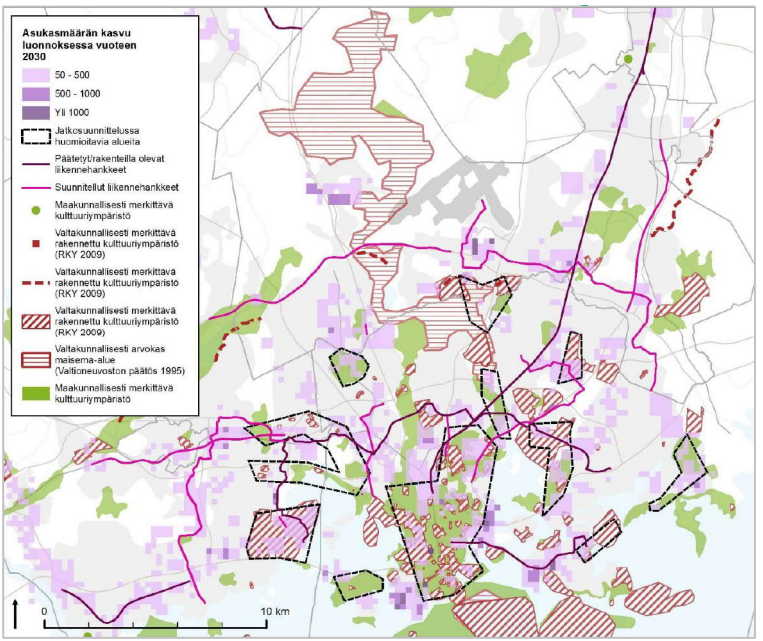 Asukasmäärän kasvu
luonnoksessa vuoteen
2030
50 - 500
500 - 1000
Yli 1000
Jatkosuunnittelussa
huomioitavia alueita
Päätetyt/rakenteilla olevat
liikennehankkeet
Suunnitellut liikennehankkeet
Maakunnallisesti merkittävä
kulttuuriympäristö
Valtakunnallisesti merkittävä
rakennettu kulttuuriympäristö
(RKY 2009)
Valtakunnallisesti merkittävä
rakennettu kulttuuriympäristö
(RKY 2009)
Valtakunnallisesti merkittävä
rakennettu kulttuuriympäristö
(RKY 2009)
Valtakunnallisesti arvokas
maisema-alue
(Valtioneuvoston päätös 1995)
Maakunnallisesti merkittävä
kulttuuriympäristö
0
10 km